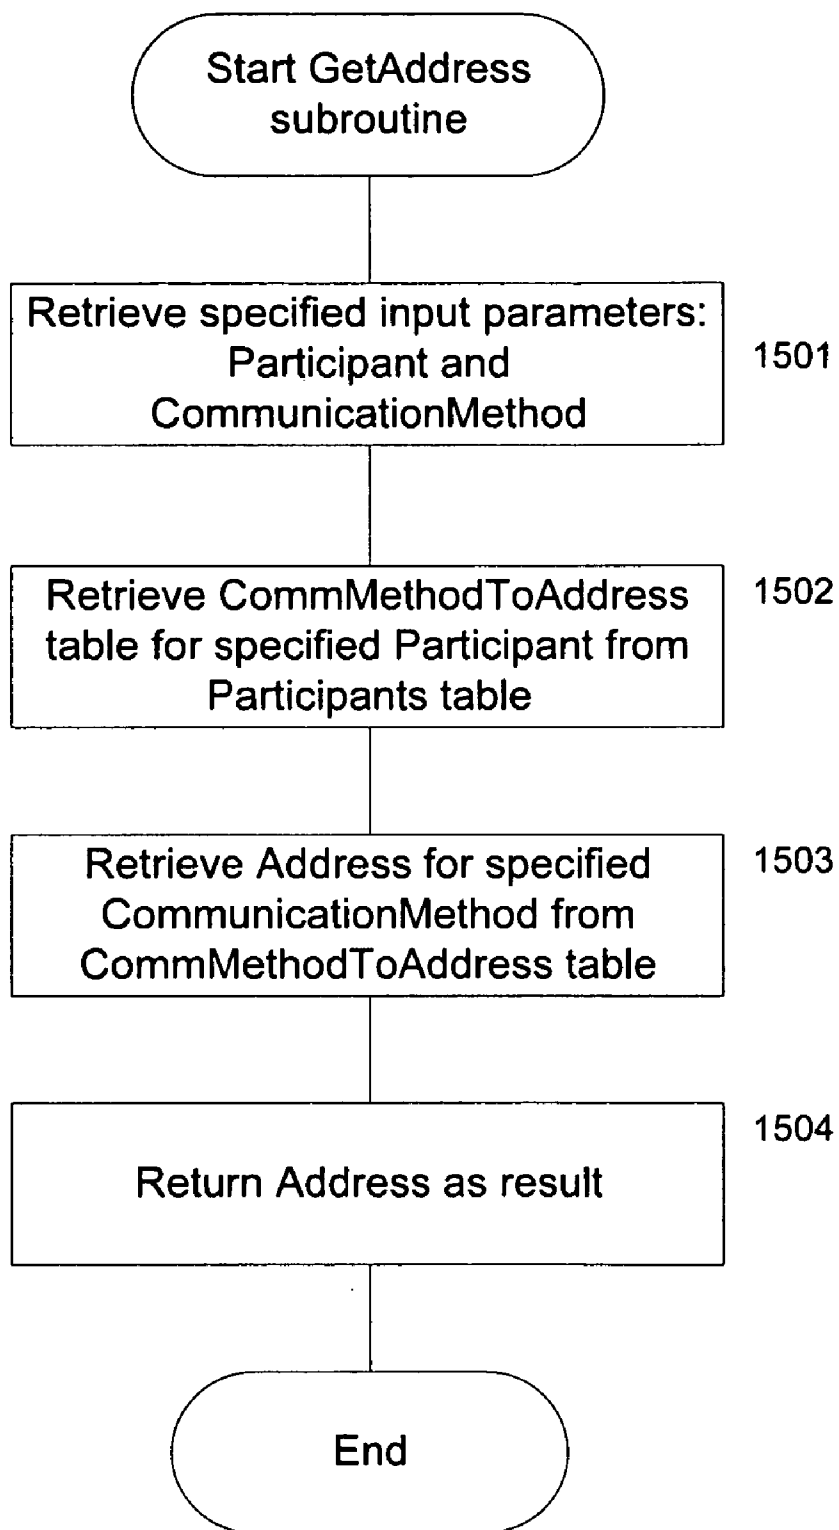 Start GetAddress
subroutine
Retrieve specified input parameters:
Participant and
CommunicationMethod
1501
Retrieve CommMethodToAddress
table for specified Participant from
Participants table
1502
Retrieve Address for specified
CommunicationMethod from
CommMethodToAddress table
1503
Return Address as result
1504
End